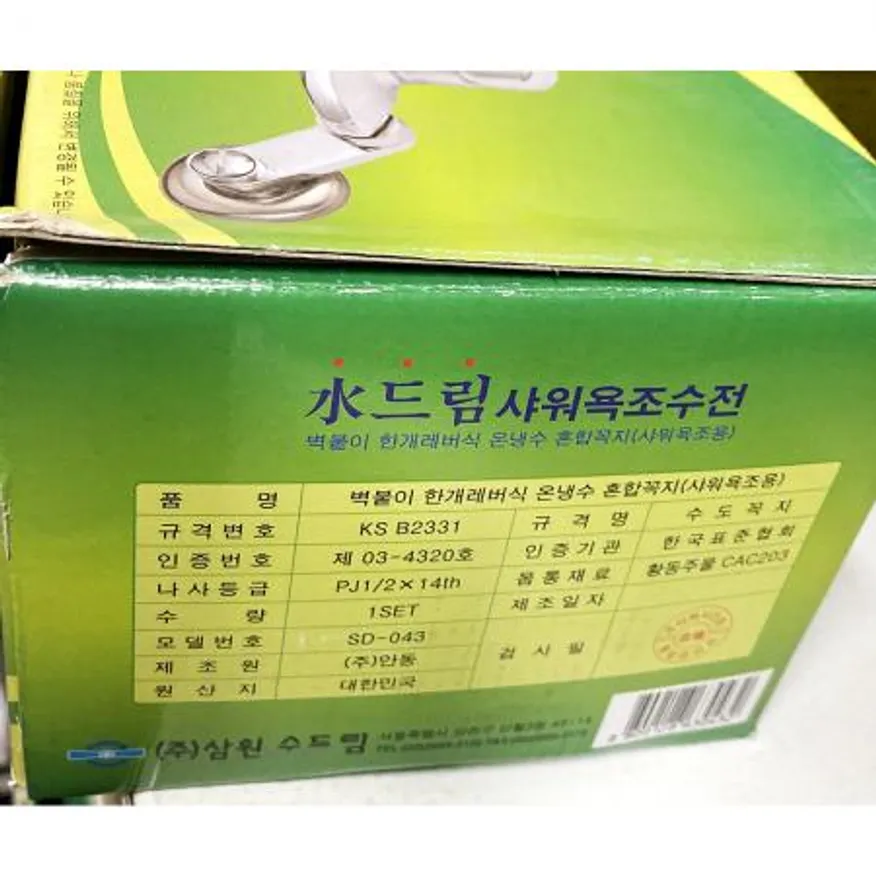 변경될 수 있습니
水드림 샤워욕조수전
벽붙이 한개레버식 온냉수 혼합꼭지(샤워욕조용)
품 명 벽붙이 한개레버식 온냉수 혼합꼭지(샤워욕조용)
규격번호 KS B2331 규격명 수도꼭지
인증번호 제 03-4320호 인증기관 한국표준협회
나사등급 PJ1/2×14th 몸통재료 황동주물 CAC203
수 량 1SET 제조일자
모델번호 SD-043 검사필
제조원 (주)안동
원산지 대한민국
(주)삼원 수드림